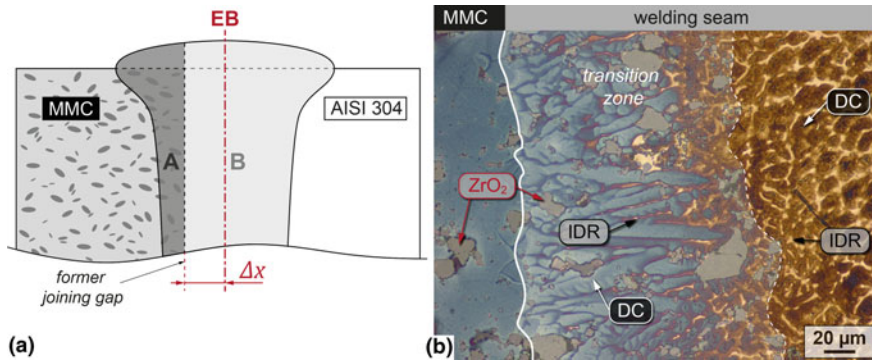 EB
MMC
AISI 304
A
B
former
joining gap
Δx
(a)
MMC
welding seam
transition
zone
DC
ZrO₂
IDR
IDR
DC
20 µm
(b)